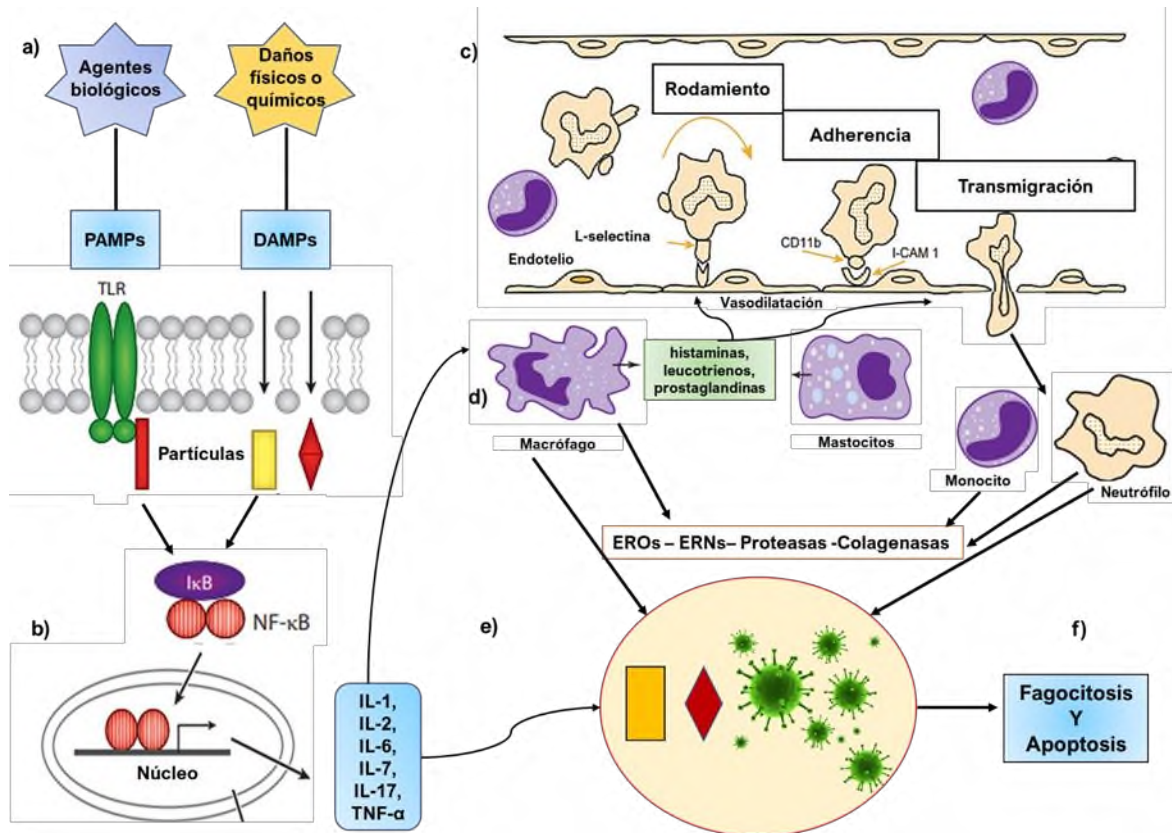 a)
Agentes
biológicos
Daños
físicos o
químicos
PAMPs
DAMPs
TLR
Partículas
b)
IκB
NF-κB
Núcleo
IL-1,
IL-2,
IL-6,
IL-7,
IL-17,
TNF-α
c)
Rodamiento
Adherencia
Transmigración
L-selectina
CD11b
I-CAM 1
Endotelio
Vasodilatación
d)
histaminas,
leucotrienos,
prostaglandinas
Macrófago
Mastocitos
Monocito
Neutrófilo
EROs – ERNs– Proteasas -Colagenasas
e)
f)
Fagocitosis
Y
Apoptosis